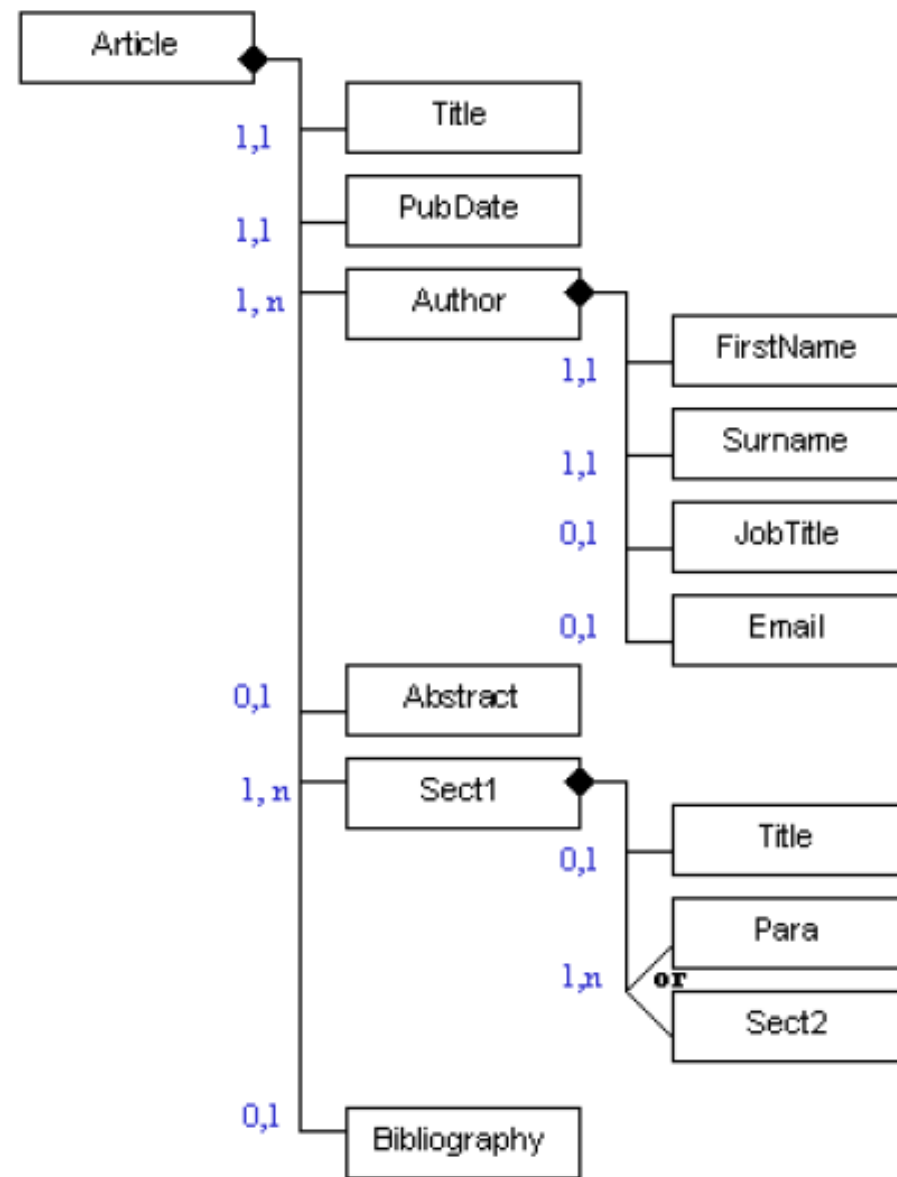 Article
Title
1,1
PubDate
1,1
Author
1, n
FirstName
1,1
Surname
1,1
JobTitle
0,1
Email
0,1
Abstract
0,1
Sect1
1, n
Title
0,1
Para
1,n
or
Sect2
Bibliography
0,1